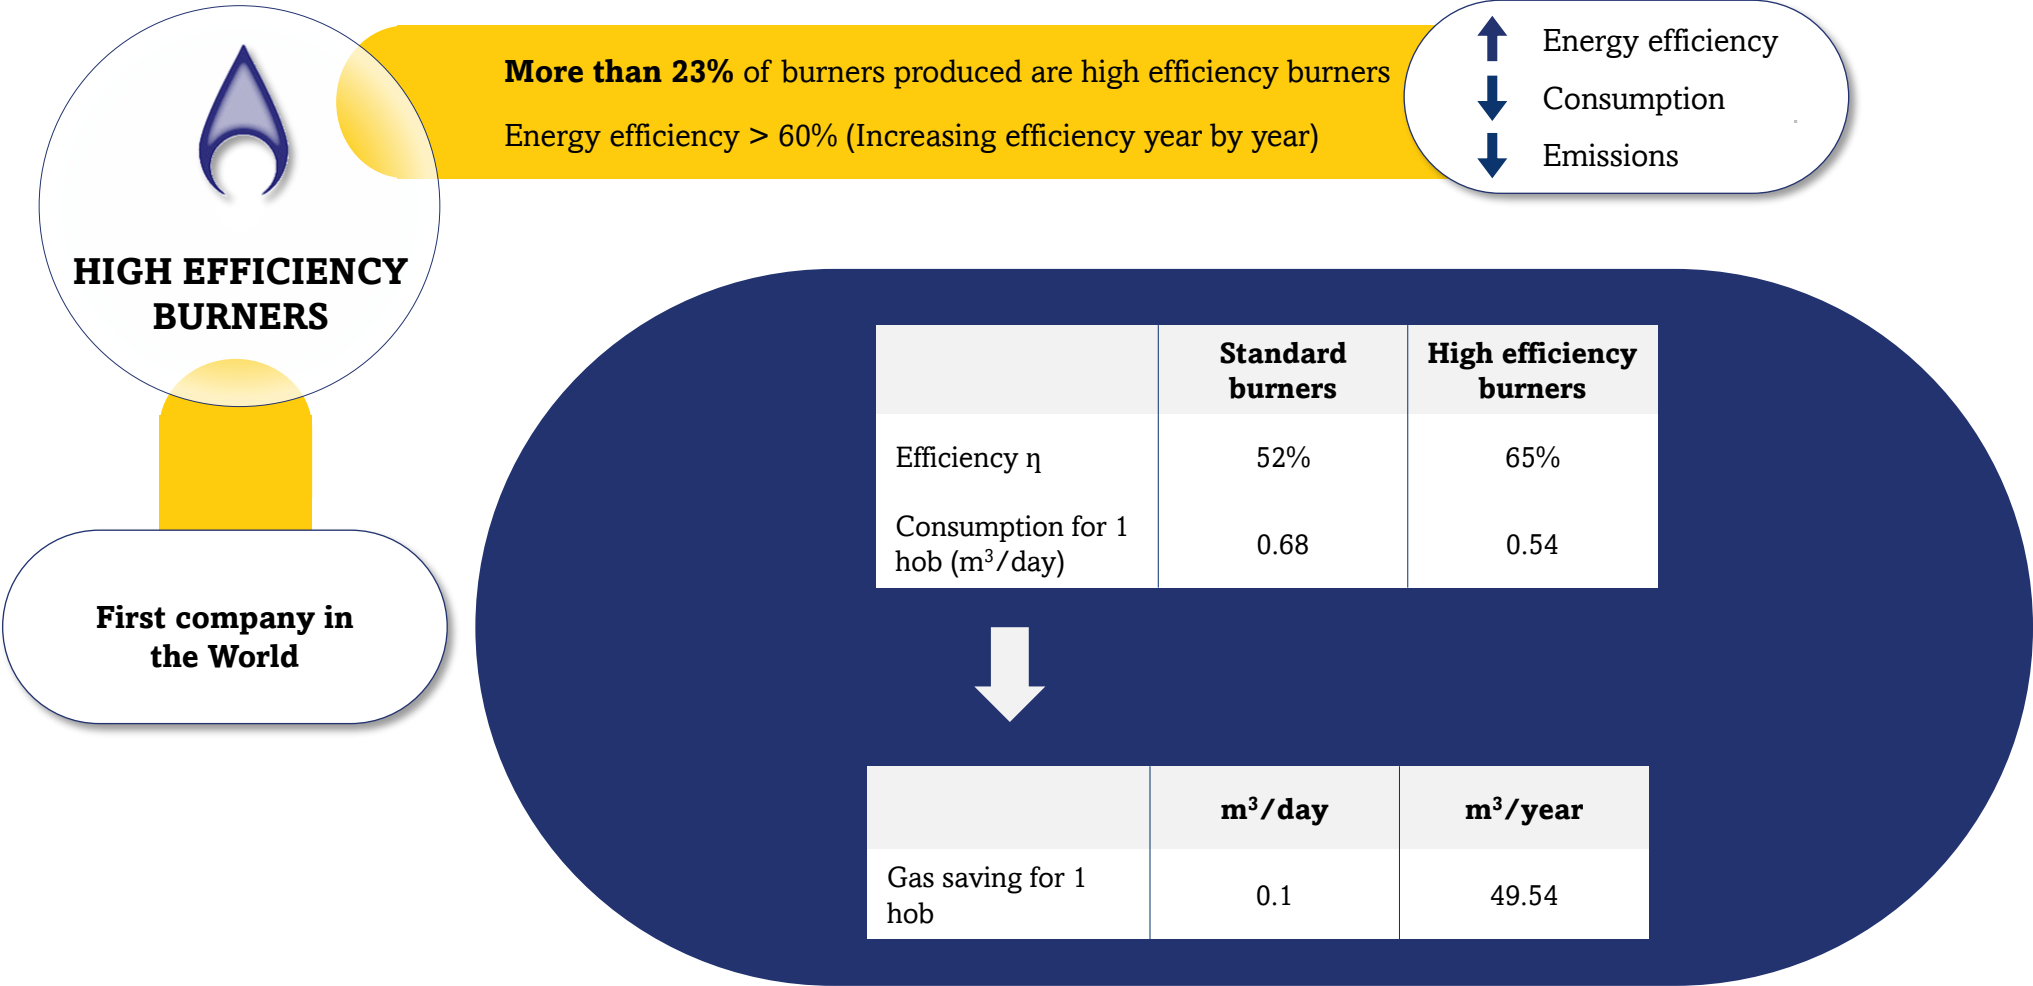 More than 23% of burners produced are high efficiency burners
Energy efficiency > 60% (Increasing efficiency year by year)
Energy efficiency
Consumption
Emissions
HIGH EFFICIENCY
BURNERS
First company in
the World
Standard burners High efficiency burners
Efficiency η 52% 65%
Consumption for 1 hob (m³/day) 0.68 0.54
m³/day m³/year
Gas saving for 1 hob 0.1 49.54